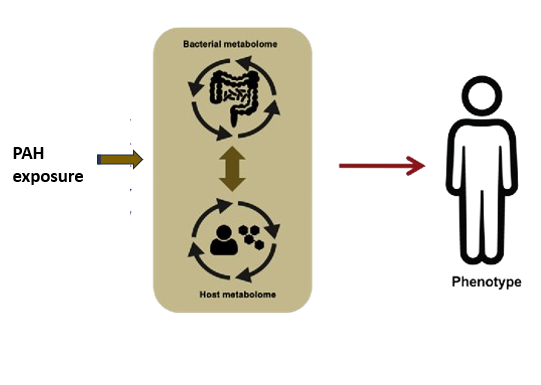 Bacterial metabolome
PAH
exposure
Host metabolome
Phenotype